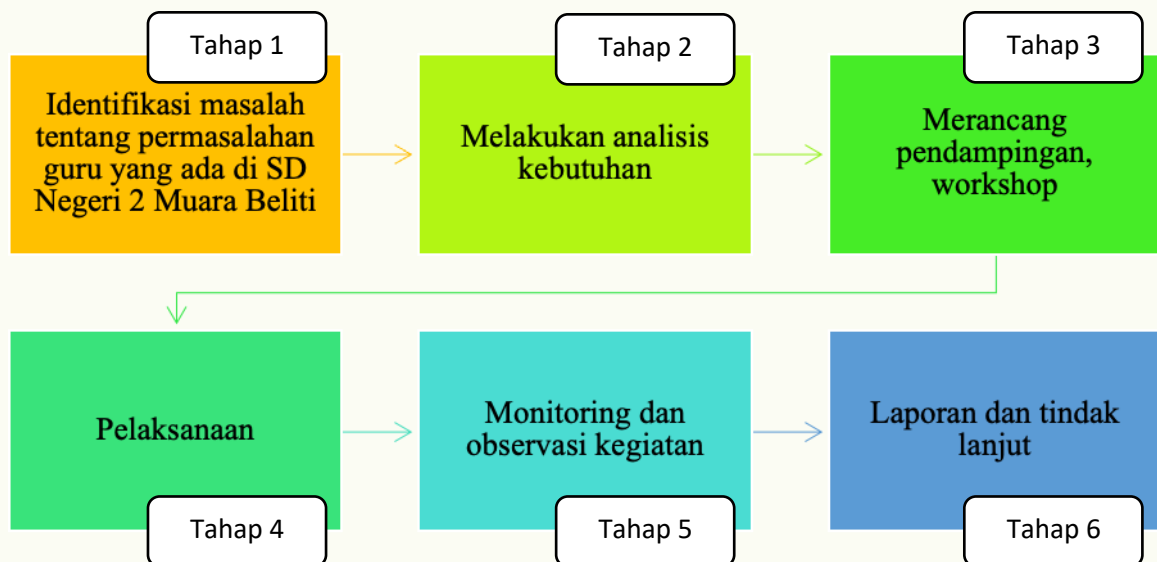 Tahap 1
Identifikasi masalah
tentang permasalahan
guru yang ada di SD
Negeri 2 Muara Beliti
Tahap 2
Melakukan analisis
kebutuhan
Tahap 3
Merancang
pendampingan,
workshop
Pelaksanaan
Tahap 4
Monitoring dan
observasi kegiatan
Tahap 5
Laporan dan tindak
lanjut
Tahap 6